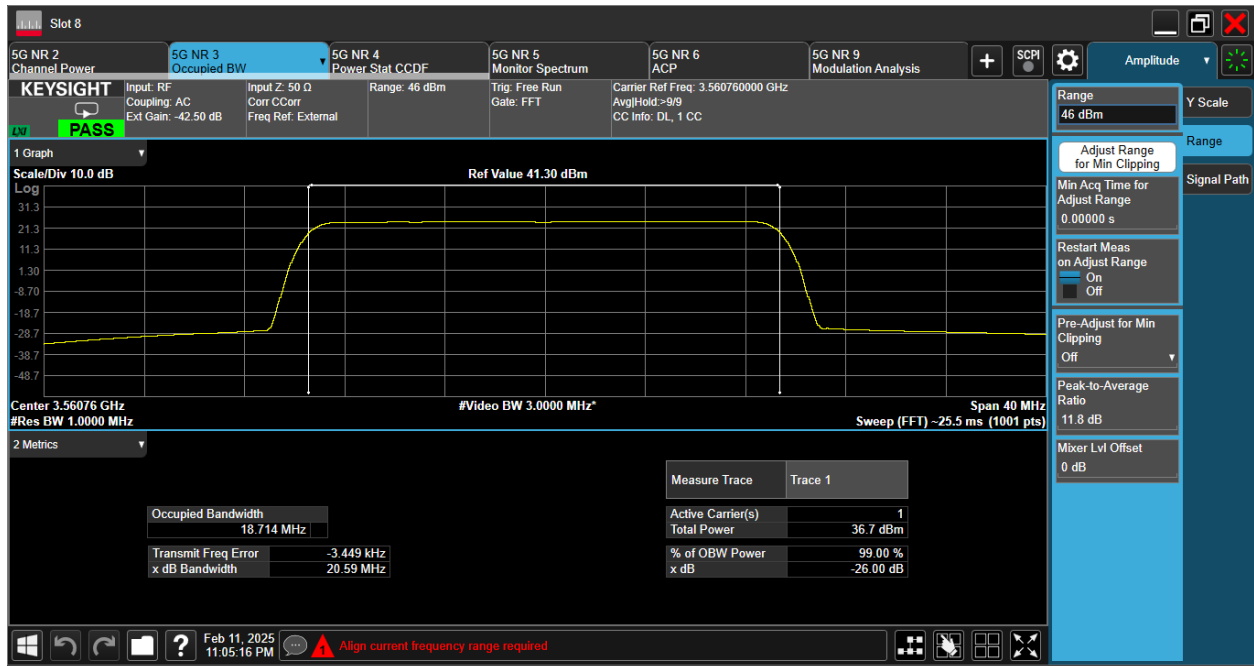 Slot 8
5G NR 2
Channel Power
5G NR 3
Occupied BW
5G NR 4
Power Stat CCDF
5G NR 5
Monitor Spectrum
5G NR 6
ACP
5G NR 9
Modulation Analysis
+
SCPI
Amplitude
KEYSIGHT
LXI
PASS
Input: RF
Coupling: AC
Ext Gain: -42.50 dB
Input Z: 50 Ω
Corr CCorr
Freq Ref: External
Range: 46 dBm
Trig: Free Run
Gate: FFT
Carrier Ref Freq: 3.560760000 GHz
Avg|Hold:>9/9
CC Info: DL, 1 CC
1 Graph
Scale/Div 10.0 dB
Ref Value 41.30 dBm
Log
31.3
21.3
11.3
1.30
-8.70
-18.7
-28.7
-38.7
-48.7
Center 3.56076 GHz
#Video BW 3.0000 MHz*
Span 40 MHz
#Res BW 1.0000 MHz
Sweep (FFT) ~25.5 ms (1001 pts)
2 Metrics
Measure Trace
Trace 1
Occupied Bandwidth
18.714 MHz
Active Carrier(s)
1
Total Power
36.7 dBm
Transmit Freq Error
-3.449 kHz
x dB Bandwidth
20.59 MHz
% of OBW Power
99.00 %
x dB
-26.00 dB
Range
46 dBm
Adjust Range
for Min Clipping
Min Acq Time for
Adjust Range
0.00000 s
Restart Meas
on Adjust Range
On
Off
Pre-Adjust for Min
Clipping
Off
Peak-to-Average
Ratio
11.8 dB
Mixer Lvl Offset
0 dB
Y Scale
Range
Signal Path
?
Feb 11, 2025
11:05:16 PM
1
Align current frequency range required